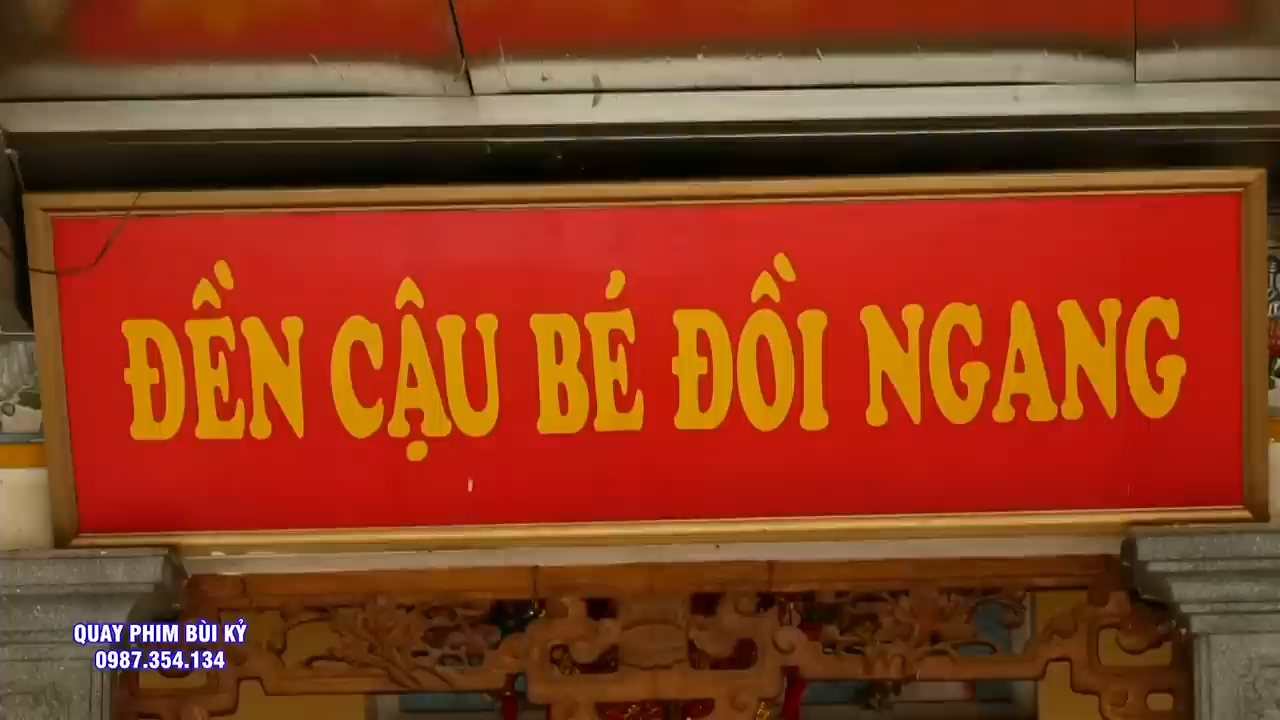 ĐỀN CẬU BÉ ĐỒI NGANG
QUAY PHIM BÙI KỶ
0987.354.134